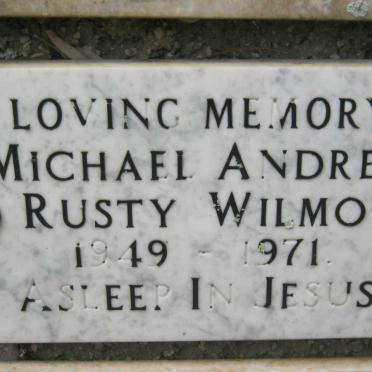 LOVING MEMORY
MICHAEL ANDRE
RUSTY WILMO
1949 - 1971.
ASLEEP IN JESUS